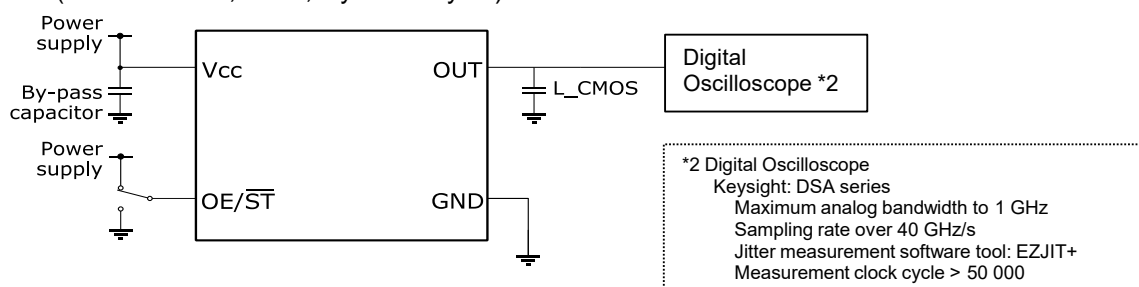 Power
supply
Vcc
By-pass
capacitor
Power
supply
OE/ST
OUT
L_CMOS
GND
Digital
Oscilloscope *2
*2 Digital Oscilloscope
Keysight: DSA series
Maximum analog bandwidth to 1 GHz
Sampling rate over 40 GHz/s
Jitter measurement software tool: EZJIT+
Measurement clock cycle > 50 000